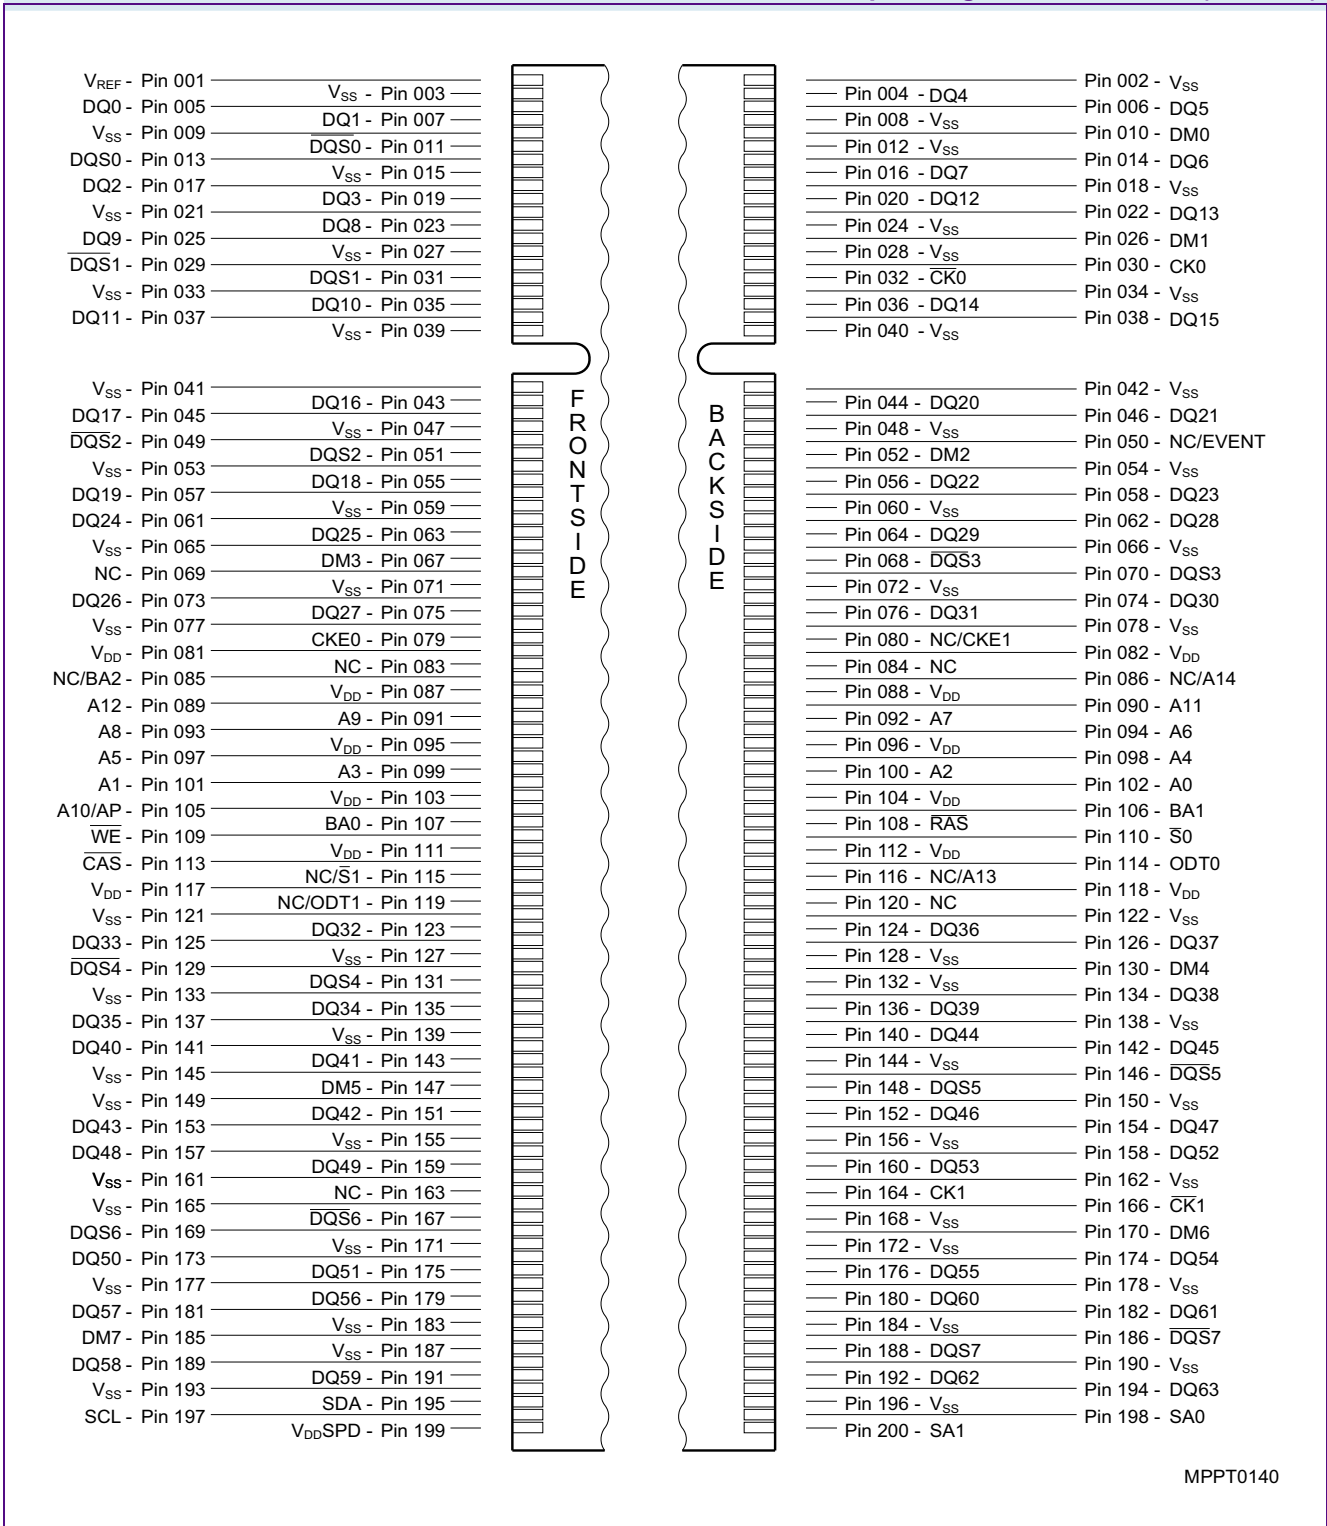 VREF - Pin 001
VSS - Pin 003
DQ0 - Pin 005
DQ1 - Pin 007
VSS - Pin 009
D̅Q̅S̅0̅ - Pin 011
DQS0 - Pin 013
VSS - Pin 015
DQ2 - Pin 017
DQ3 - Pin 019
VSS - Pin 021
DQ8 - Pin 023
DQ9 - Pin 025
VSS - Pin 027
D̅Q̅S̅1 - Pin 029
DQS1 - Pin 031
VSS - Pin 033
DQ10 - Pin 035
DQ11 - Pin 037
VSS - Pin 039
VSS - Pin 041
DQ16 - Pin 043
DQ17 - Pin 045
VSS - Pin 047
D̅Q̅S̅2 - Pin 049
DQS2 - Pin 051
VSS - Pin 053
DQ18 - Pin 055
DQ19 - Pin 057
VSS - Pin 059
DQ24 - Pin 061
DQ25 - Pin 063
VSS - Pin 065
DM3 - Pin 067
NC - Pin 069
VSS - Pin 071
DQ26 - Pin 073
DQ27 - Pin 075
VSS - Pin 077
CKE0 - Pin 079
VDD - Pin 081
NC - Pin 083
NC/BA2 - Pin 085
VDD - Pin 087
A12 - Pin 089
A9 - Pin 091
A8 - Pin 093
VDD - Pin 095
A5 - Pin 097
A3 - Pin 099
A1 - Pin 101
VDD - Pin 103
A10/AP - Pin 105
BA0 - Pin 107
W̅E̅ - Pin 109
VDD - Pin 111
C̅A̅S̅ - Pin 113
NC/S̅1 - Pin 115
VDD - Pin 117
NC/ODT1 - Pin 119
VSS - Pin 121
DQ32 - Pin 123
DQ33 - Pin 125
VSS - Pin 127
D̅Q̅S̅4̅ - Pin 129
DQS4 - Pin 131
VSS - Pin 133
DQ34 - Pin 135
DQ35 - Pin 137
VSS - Pin 139
DQ40 - Pin 141
DQ41 - Pin 143
VSS - Pin 145
DM5 - Pin 147
VSS - Pin 149
DQ42 - Pin 151
DQ43 - Pin 153
VSS - Pin 155
DQ48 - Pin 157
DQ49 - Pin 159
VSS - Pin 161
NC - Pin 163
VSS - Pin 165
D̅Q̅S̅6 - Pin 167
DQS6 - Pin 169
VSS - Pin 171
DQ50 - Pin 173
DQ51 - Pin 175
VSS - Pin 177
DQ56 - Pin 179
DQ57 - Pin 181
VSS - Pin 183
DM7 - Pin 185
VSS - Pin 187
DQ58 - Pin 189
DQ59 - Pin 191
VSS - Pin 193
SDA - Pin 195
SCL - Pin 197
VDDSPD - Pin 199
FRONTSIDE
BACKSIDE
Pin 002 - VSS
Pin 004 - DQ4
Pin 006 - DQ5
Pin 008 - VSS
Pin 010 - DM0
Pin 012 - VSS
Pin 014 - DQ6
Pin 016 - DQ7
Pin 018 - VSS
Pin 020 - DQ12
Pin 022 - DQ13
Pin 024 - VSS
Pin 026 - DM1
Pin 028 - VSS
Pin 030 - CK0
Pin 032 - C̅K̅0̅
Pin 034 - VSS
Pin 036 - DQ14
Pin 038 - DQ15
Pin 040 - VSS
Pin 042 - VSS
Pin 044 - DQ20
Pin 046 - DQ21
Pin 048 - VSS
Pin 050 - NC/EVENT
Pin 052 - DM2
Pin 054 - VSS
Pin 056 - DQ22
Pin 058 - DQ23
Pin 060 - VSS
Pin 062 - DQ28
Pin 064 - DQ29
Pin 066 - VSS
Pin 068 - D̅Q̅S̅3̅
Pin 070 - DQS3
Pin 072 - VSS
Pin 074 - DQ30
Pin 076 - DQ31
Pin 078 - VSS
Pin 080 - NC/CKE1
Pin 082 - VDD
Pin 084 - NC
Pin 086 - NC/A14
Pin 088 - VDD
Pin 090 - A11
Pin 092 - A7
Pin 094 - A6
Pin 096 - VDD
Pin 098 - A4
Pin 100 - A2
Pin 102 - A0
Pin 104 - VDD
Pin 106 - BA1
Pin 108 - R̅A̅S̅
Pin 110 - S̅0
Pin 112 - VDD
Pin 114 - ODT0
Pin 116 - NC/A13
Pin 118 - VDD
Pin 120 - NC
Pin 122 - VSS
Pin 124 - DQ36
Pin 126 - DQ37
Pin 128 - VSS
Pin 130 - DM4
Pin 132 - VSS
Pin 134 - DQ38
Pin 136 - DQ39
Pin 138 - VSS
Pin 140 - DQ44
Pin 142 - DQ45
Pin 144 - VSS
Pin 146 - D̅Q̅S̅5
Pin 148 - DQS5
Pin 150 - VSS
Pin 152 - DQ46
Pin 154 - DQ47
Pin 156 - VSS
Pin 158 - DQ52
Pin 160 - DQ53
Pin 162 - VSS
Pin 164 - CK1
Pin 166 - C̅K̅1
Pin 168 - VSS
Pin 170 - DM6
Pin 172 - VSS
Pin 174 - DQ54
Pin 176 - DQ55
Pin 178 - VSS
Pin 180 - DQ60
Pin 182 - DQ61
Pin 184 - VSS
Pin 186 - D̅Q̅S̅7̅
Pin 188 - DQS7
Pin 190 - VSS
Pin 192 - DQ62
Pin 194 - DQ63
Pin 196 - VSS
Pin 198 - SA0
Pin 200 - SA1
MPPT0140